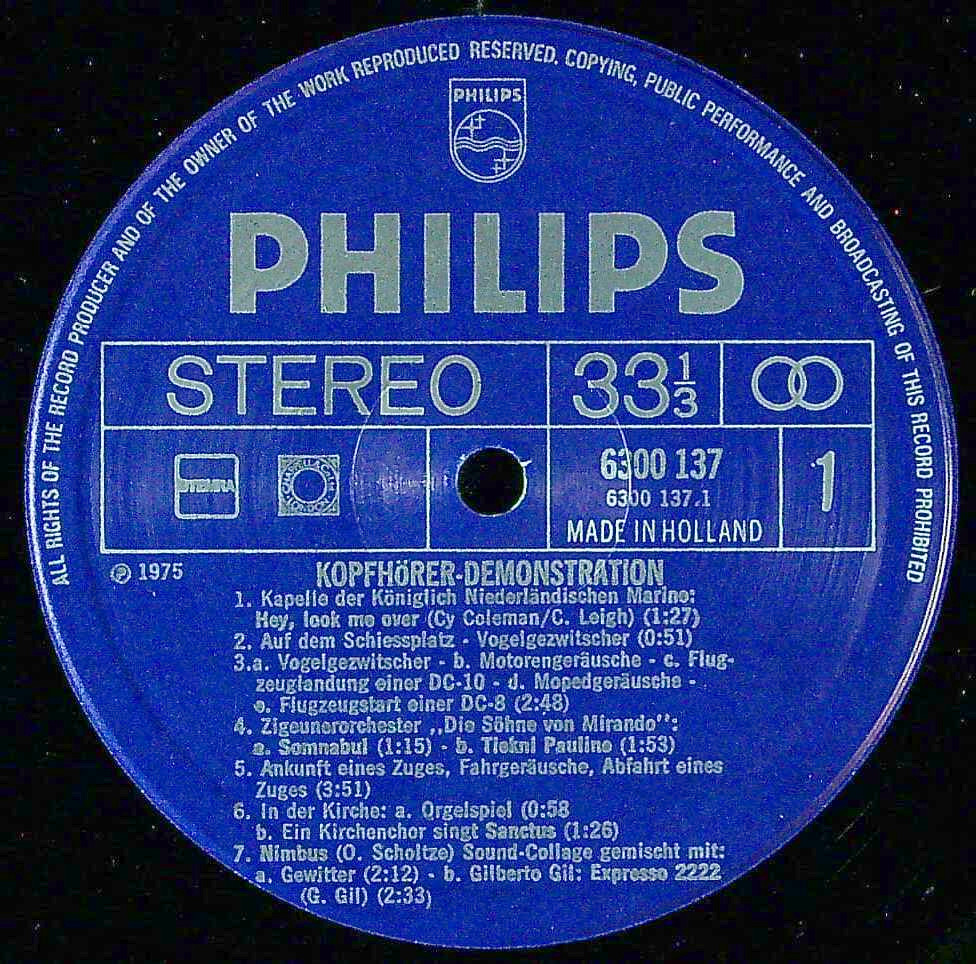 ALL RIGHTS OF THE RECORD PRODUCER AND OF THE OWNER OF THE WORK REPRODUCED RESERVED. COPYING, PUBLIC PERFORMANCE AND BROADCASTING OF THIS RECORD PROHIBITED
PHILIPS
PHILIPS
STEREO 33 1/3
STEMRA 6300 137 1
6300 137.1
MADE IN HOLLAND
℗ 1975 KOPFHöRER-DEMONSTRATION
1. Kapelle der Königlich Niederländischen Marine:
Hey, look me over (Cy Coleman/C. Leigh) (1:27)
2. Auf dem Schiessplatz - Vogelgezwitscher (0:51)
3.a. Vogelgezwitscher - b. Motorengeräusche - c. Flug-
zeuglandung einer DC-10 - d. Mopedgeräusche -
e. Flugzeugstart einer DC-8 (2:48)
4. Zigeunerorchester „Die Söhne von Mirando":
a. Somnabul (1:15) - b. Tiekni Pauline (1:53)
5. Ankunft eines Zuges, Fahrgeräusche, Abfahrt eines
Zuges (3:51)
6. In der Kirche: a. Orgelspiel (0:58
b. Ein Kirchenchor singt Sanctus (1:26)
7. Nimbus (O. Scholtze) Sound-Collage gemischt mit:
a. Gewitter (2:12) - b. Gilberto Gil: Expresso 2222
(G. Gil) (2:33)